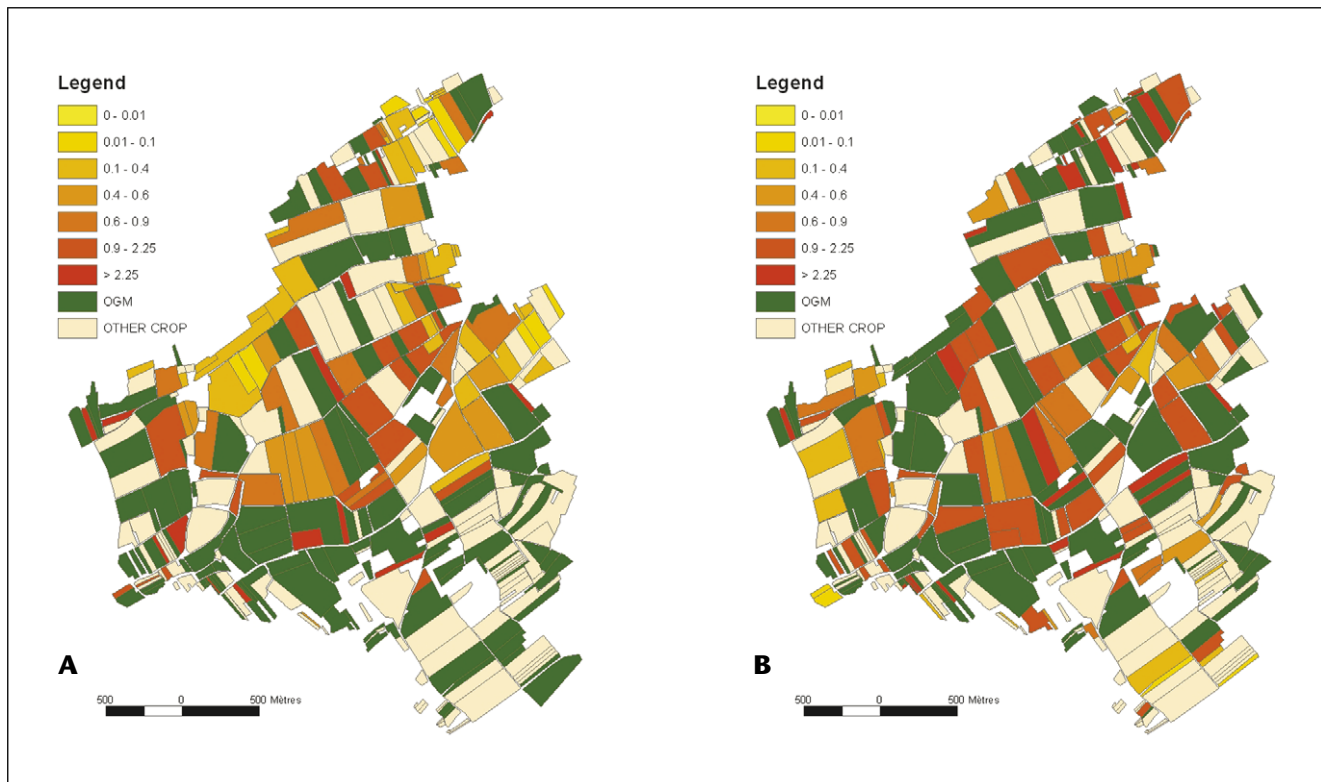 Legend
0 - 0.01
0.01 - 0.1
0.1 - 0.4
0.4 - 0.6
0.6 - 0.9
0.9 - 2.25
> 2.25
OGM
OTHER CROP
A
500 0 500 Mètres
Legend
0 - 0.01
0.01 - 0.1
0.1 - 0.4
0.4 - 0.6
0.6 - 0.9
0.9 - 2.25
> 2.25
OGM
OTHER CROP
B
500 0 500 Mètres